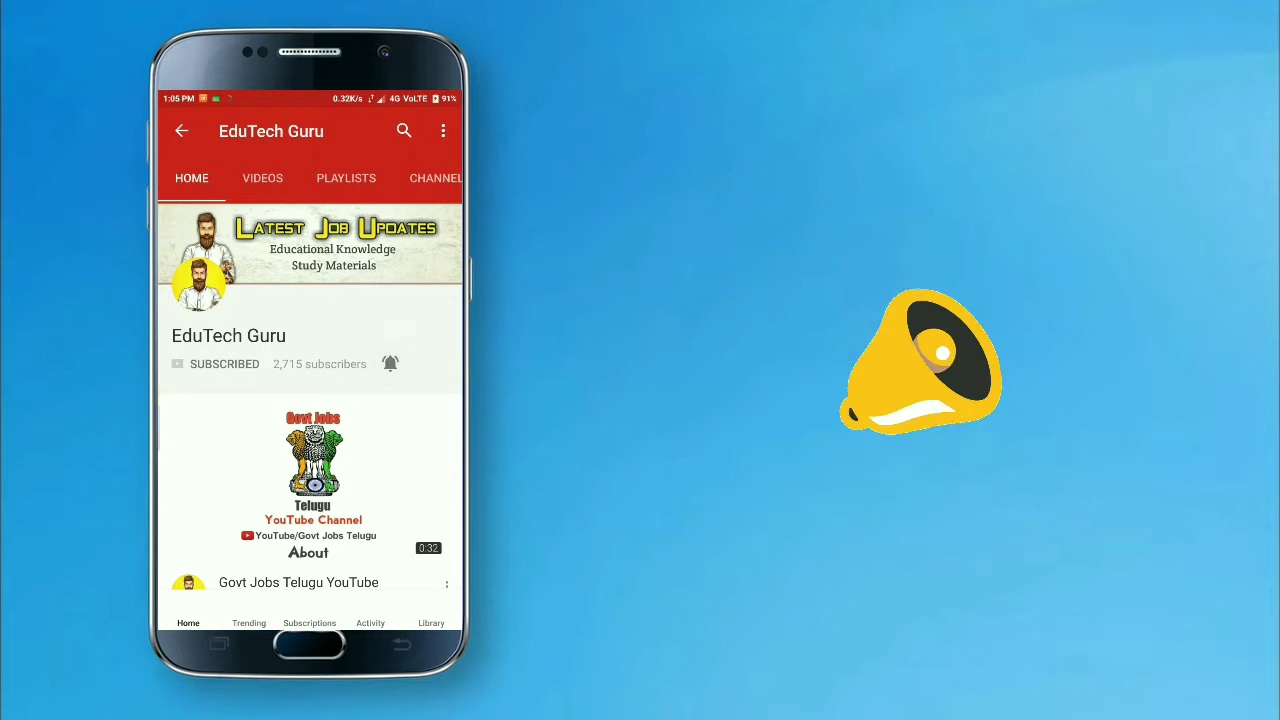 1:05 PM 0.32K/s 4G VoLTE 91%
EduTech Guru
HOME VIDEOS PLAYLISTS CHANNEL
LATEST JOB UPDATES
Educational Knowledge
Study Materials
EduTech Guru
SUBSCRIBED 2,715 subscribers
Govt Jobs
Telugu
YouTube Channel
YouTube/Govt Jobs Telugu
About
0:32
Govt Jobs Telugu YouTube
Home Trending Subscriptions Activity Library